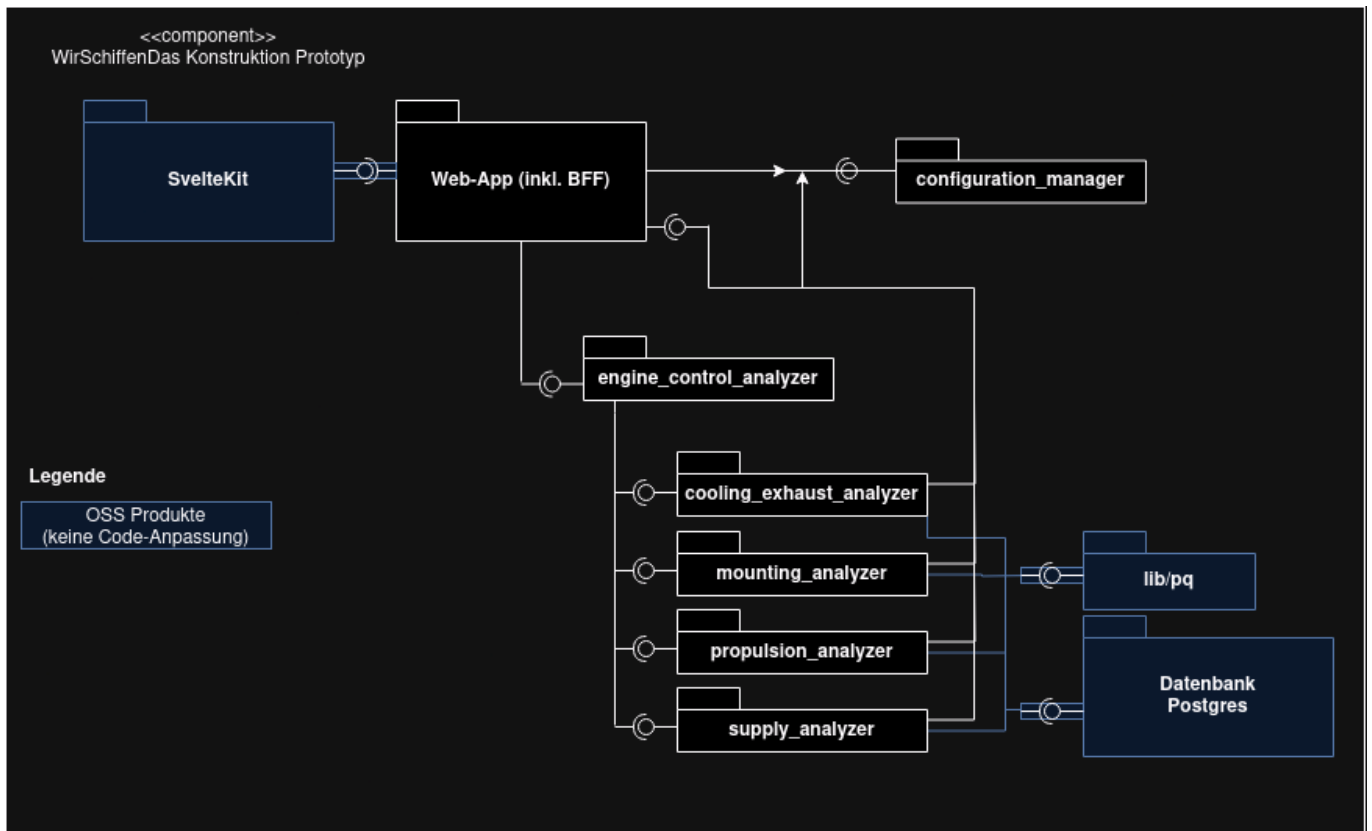 <<component>>
WirSchiffenDas Konstruktion Prototyp
SvelteKit
Web-App (inkl. BFF)
configuration_manager
engine_control_analyzer
Legende
OSS Produkte
(keine Code-Anpassung)
cooling_exhaust_analyzer
mounting_analyzer
lib/pq
propulsion_analyzer
Datenbank
Postgres
supply_analyzer